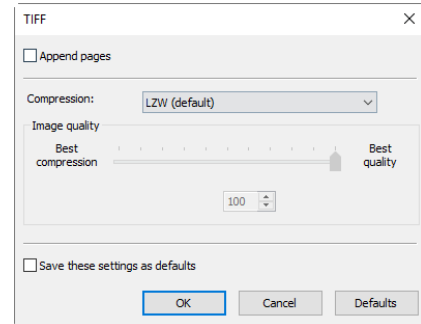 TIFF
Append pages
Compression:
LZW (default)
Image quality
Best compression
Best quality
100
Save these settings as defaults
OK
Cancel
Defaults